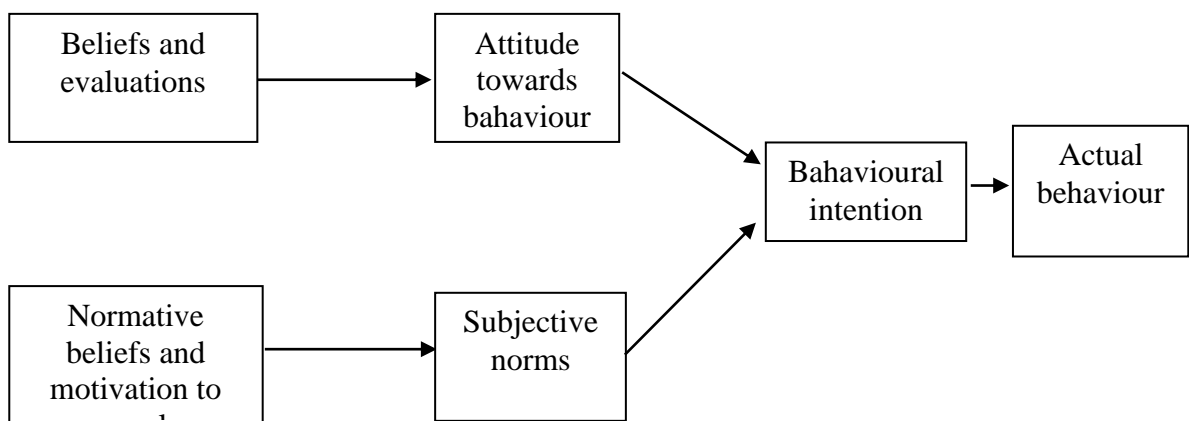 Beliefs and
evaluations
Attitude
towards
bahaviour
Bahavioural
intention
Actual
behaviour
Normative
beliefs and
motivation to
Subjective
norms